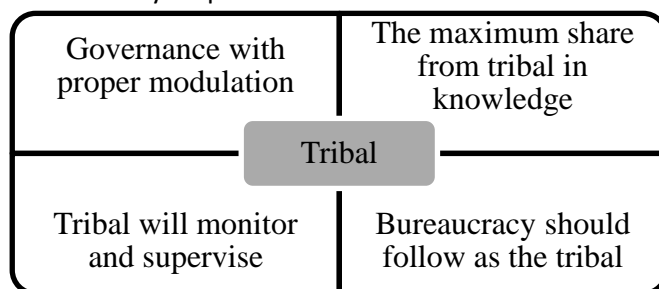 Governance with
proper modulation
The maximum share
from tribal in
knowledge
Tribal
Tribal will monitor
and supervise
Bureaucracy should
follow as the tribal